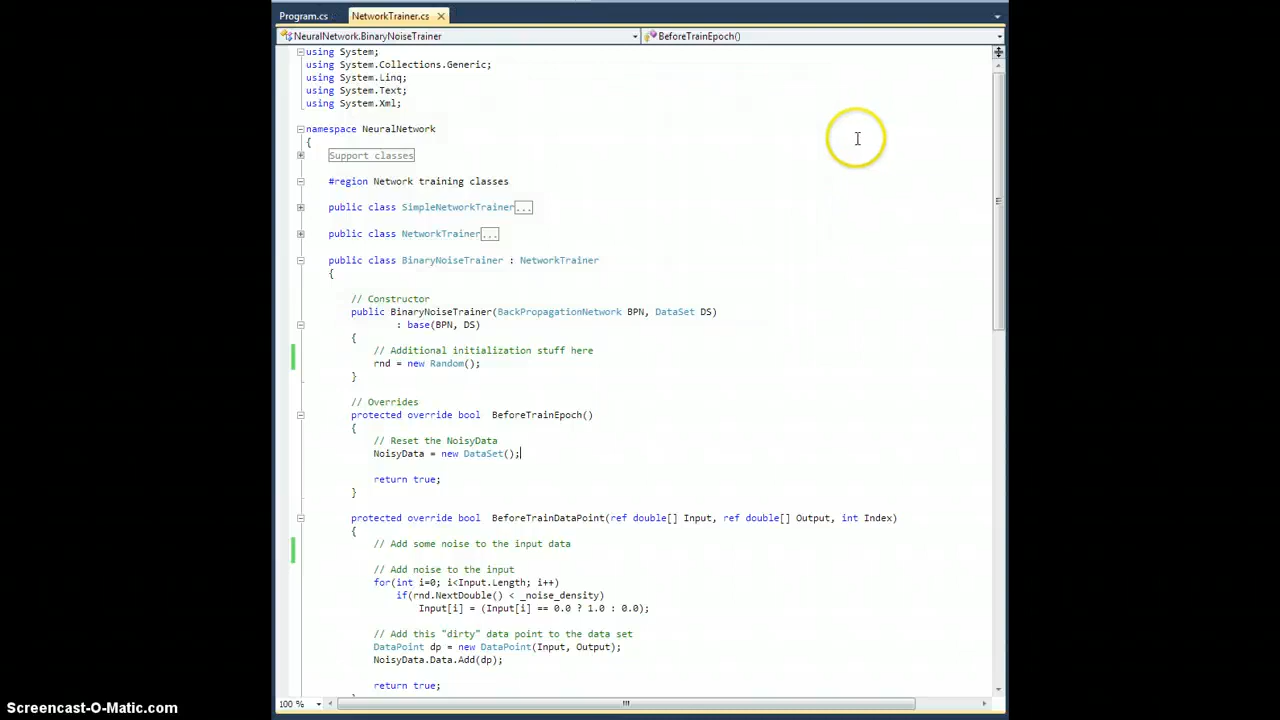 Program.cs NetworkTrainer.cs
NeuralNetwork.BinaryNoiseTrainer BeforeTrainEpoch()
using System;
using System.Collections.Generic;
using System.Linq;
using System.Text;
using System.Xml;
namespace NeuralNetwork
{
Support classes
#region Network training classes
public class SimpleNetworkTrainer...
public class NetworkTrainer...
public class BinaryNoiseTrainer : NetworkTrainer
{
// Constructor
public BinaryNoiseTrainer(BackPropagationNetwork BPN, DataSet DS)
: base(BPN, DS)
{
// Additional initialization stuff here
rnd = new Random();
}
// Overrides
protected override bool BeforeTrainEpoch()
{
// Reset the NoisyData
NoisyData = new DataSet();
return true;
}
protected override bool BeforeTrainDataPoint(ref double[] Input, ref double[] Output, int Index)
{
// Add some noise to the input data
// Add noise to the input
for(int i=0; i<Input.Length; i++)
if(rnd.NextDouble() < _noise_density)
Input[i] = (Input[i] == 0.0 ? 1.0 : 0.0);
// Add this "dirty" data point to the data set
DataPoint dp = new DataPoint(Input, Output);
NoisyData.Data.Add(dp);
return true;
100 %
Screencast-O-Matic.com